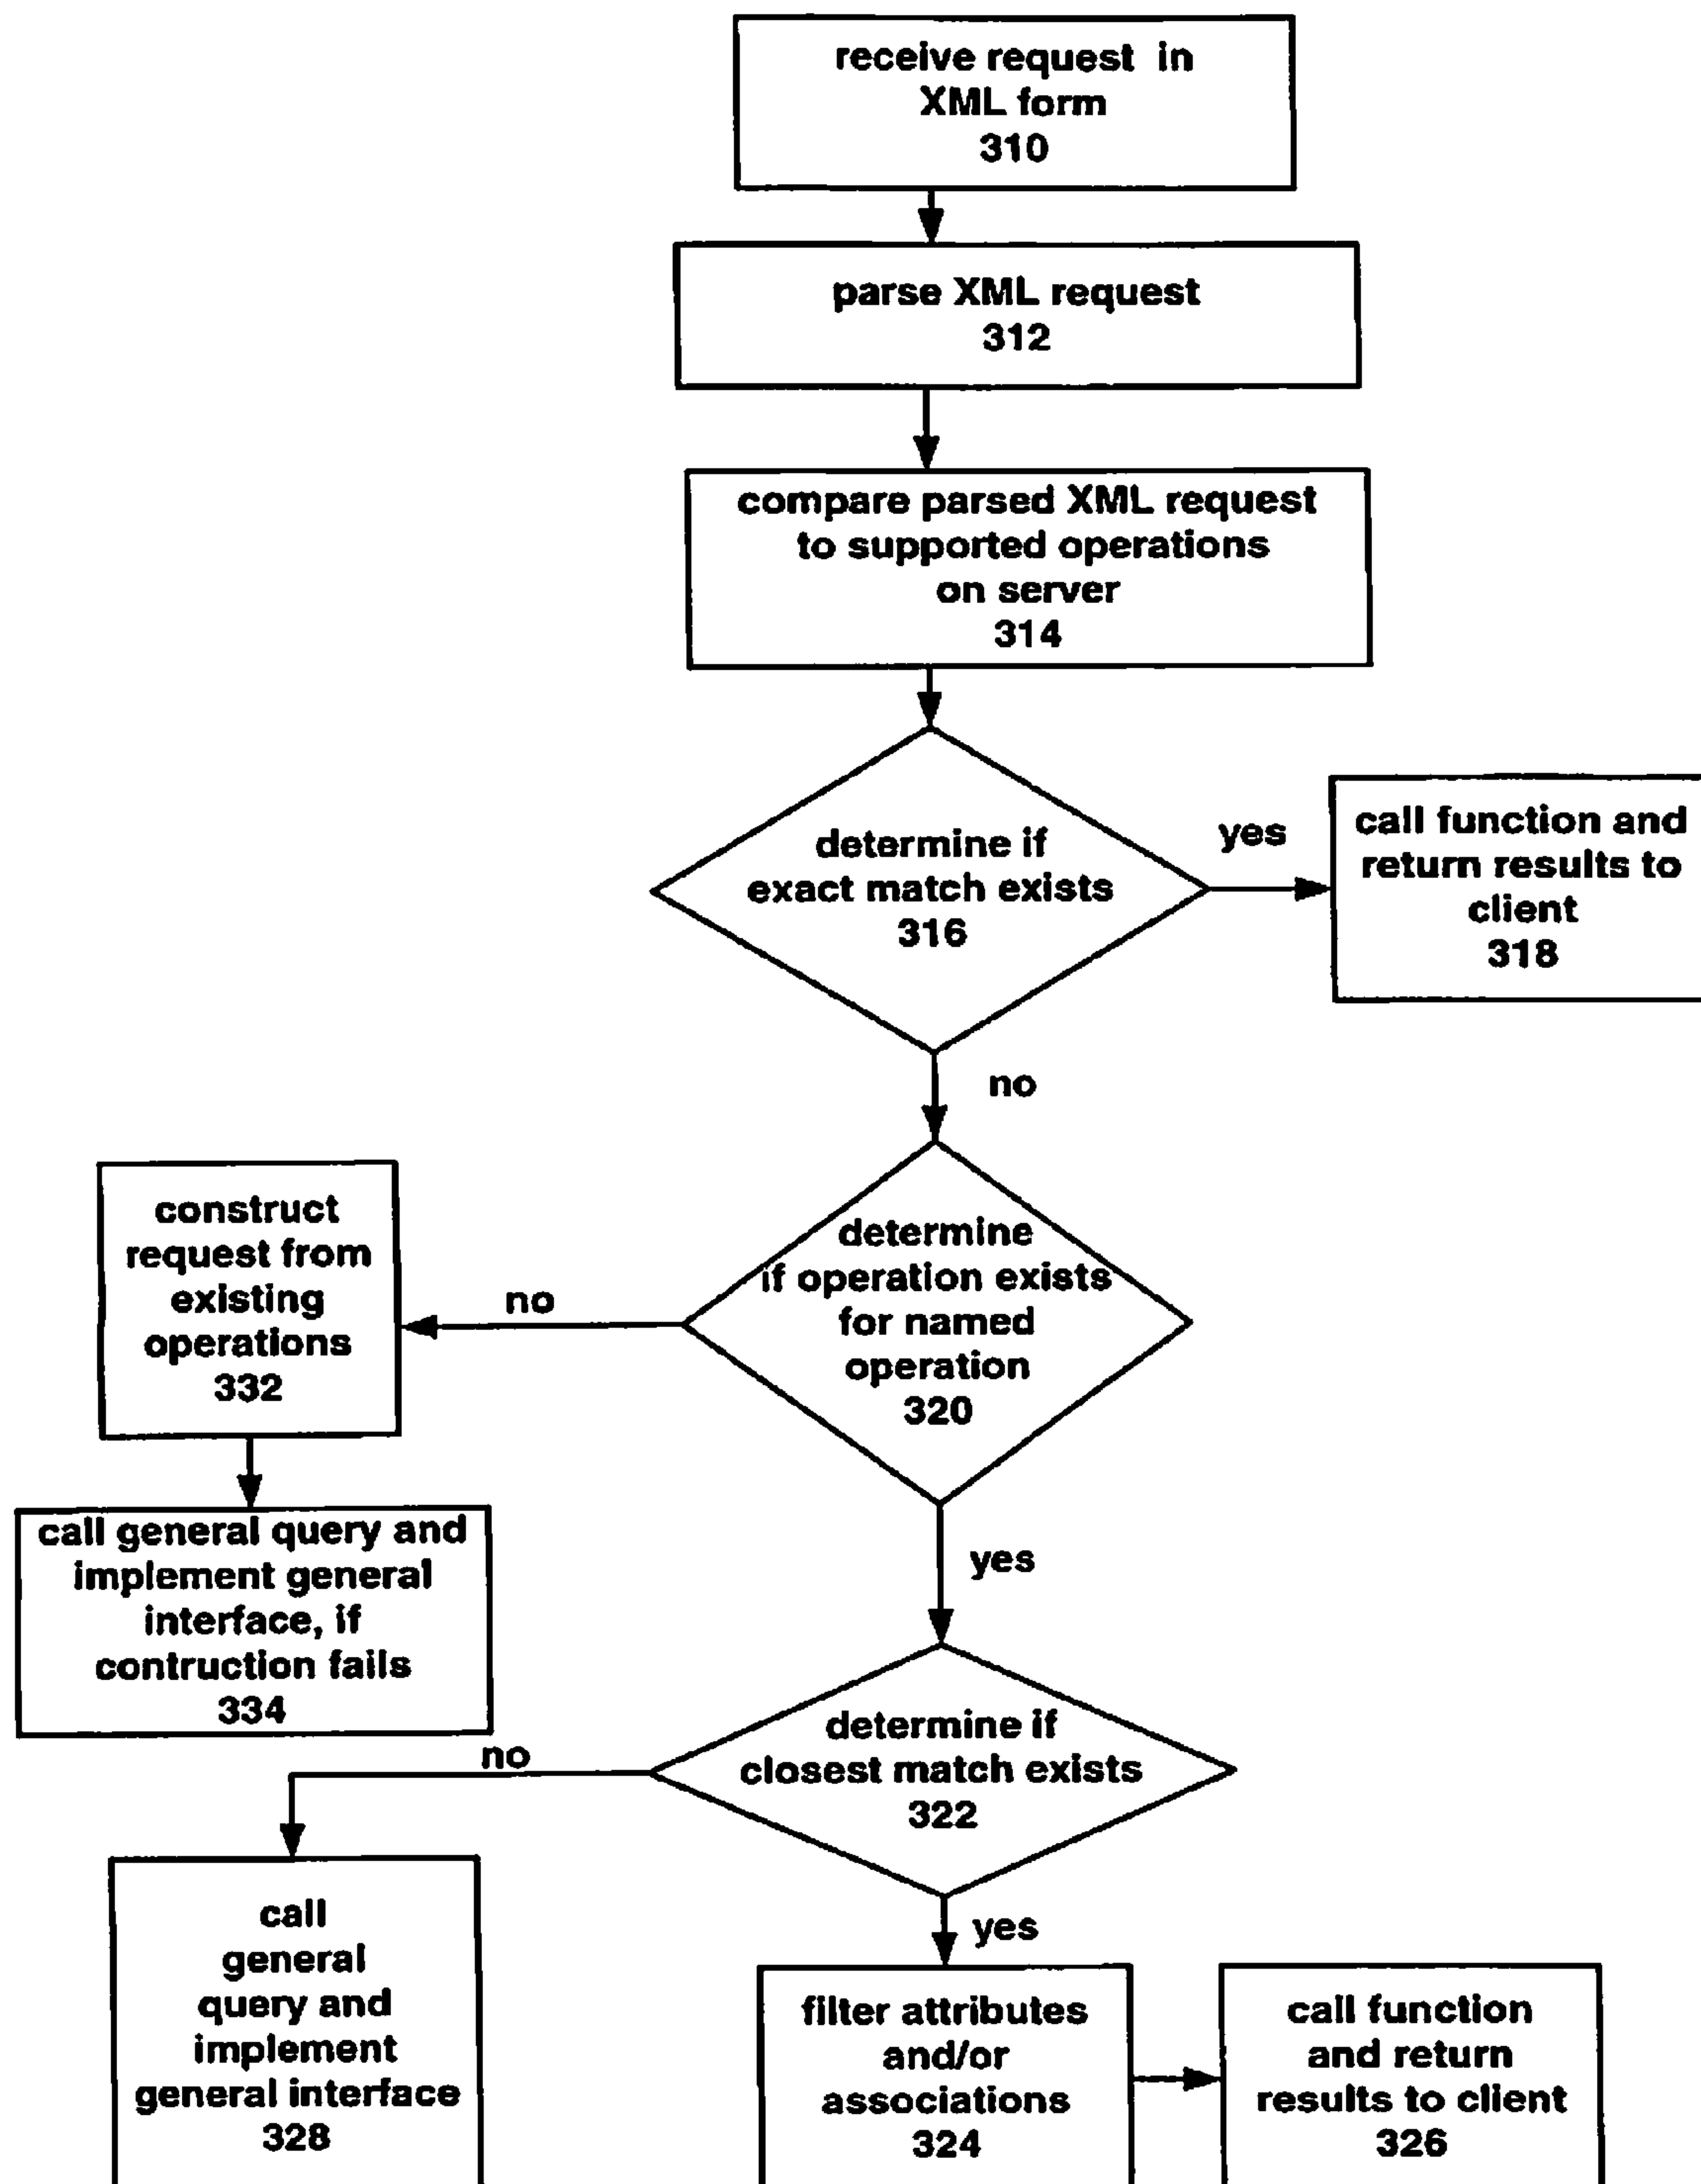 receive request in
XML form
310
parse XML request
312
compare parsed XML request
to supported operations
on server
314
determine if
exact match exists
316
yes
call function and
return results to
client
318
no
determine
if operation exists
for named
operation
320
no
construct
request from
existing
operations
332
call general query and
implement general
interface, if
contruction fails
334
yes
determine if
closest match exists
322
no
call
general
query and
implement
general interface
328
yes
filter attributes
and/or
associations
324
call function
and return
results to client
326